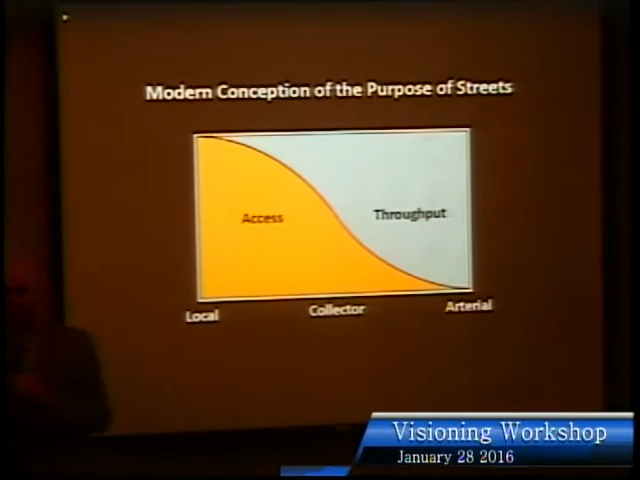 Modern Conception of the Purpose of Streets
Access
Throughput
Local
Collector
Arterial
Visioning Workshop
January 28 2016